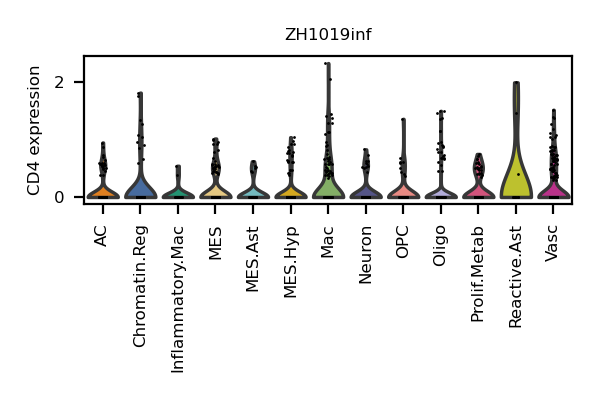 ZH1019inf
CD4 expression
2
0
AC
Chromatin.Reg
Inflammatory.Mac
MES
MES.Ast
MES.Hyp
Mac
Neuron
OPC
Oligo
Prolif.Metab
Reactive.Ast
Vasc